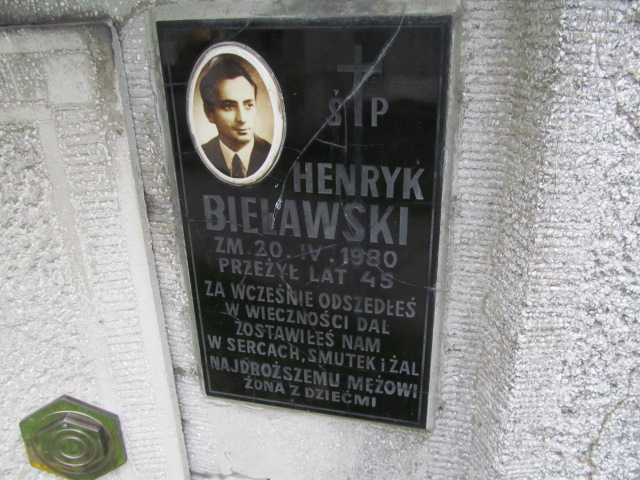 Ś P
HENRYK
BIEŁAWSKI
ZM. 20. IV. 1980
PRZEŻYŁ LAT 45
ZA WCZEŚNIE ODSZEDŁEŚ
W WIECZNOŚCI DAL
ZOSTAWIŁEŚ NAM
W SERCACH, SMUTEK i ŻAL
NAJDROŻSZEMU MĘŻOWI
ŻONA Z DZIEĆMI